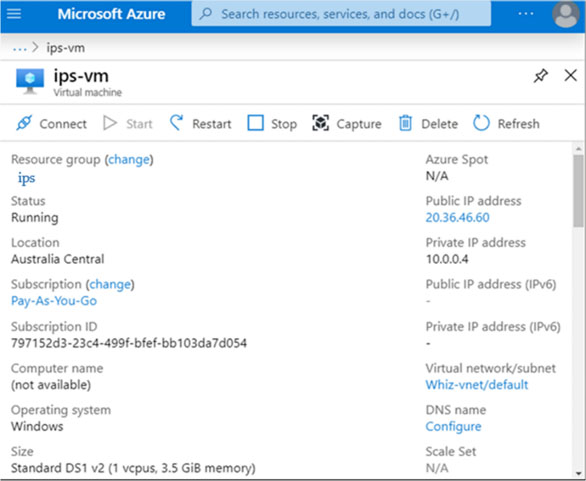 Microsoft Azure
Search resources, services, and docs (G+/)
...
... > ips-vm
ips-vm
Virtual machine
Connect
Start
Restart
Stop
Capture
Delete
Refresh
Resource group (change)
ips
Status
Running
Location
Australia Central
Subscription (change)
Pay-As-You-Go
Subscription ID
797152d3-23c4-499f-bfef-bb103da7d054
Computer name
(not available)
Operating system
Windows
Size
Standard DS1 v2 (1 vcpus, 3.5 GiB memory)
Azure Spot
N/A
Public IP address
20.36.46.60
Private IP address
10.0.0.4
Public IP address (IPv6)
-
Private IP address (IPv6)
-
Virtual network/subnet
Whiz-vnet/default
DNS name
Configure
Scale Set
N/A